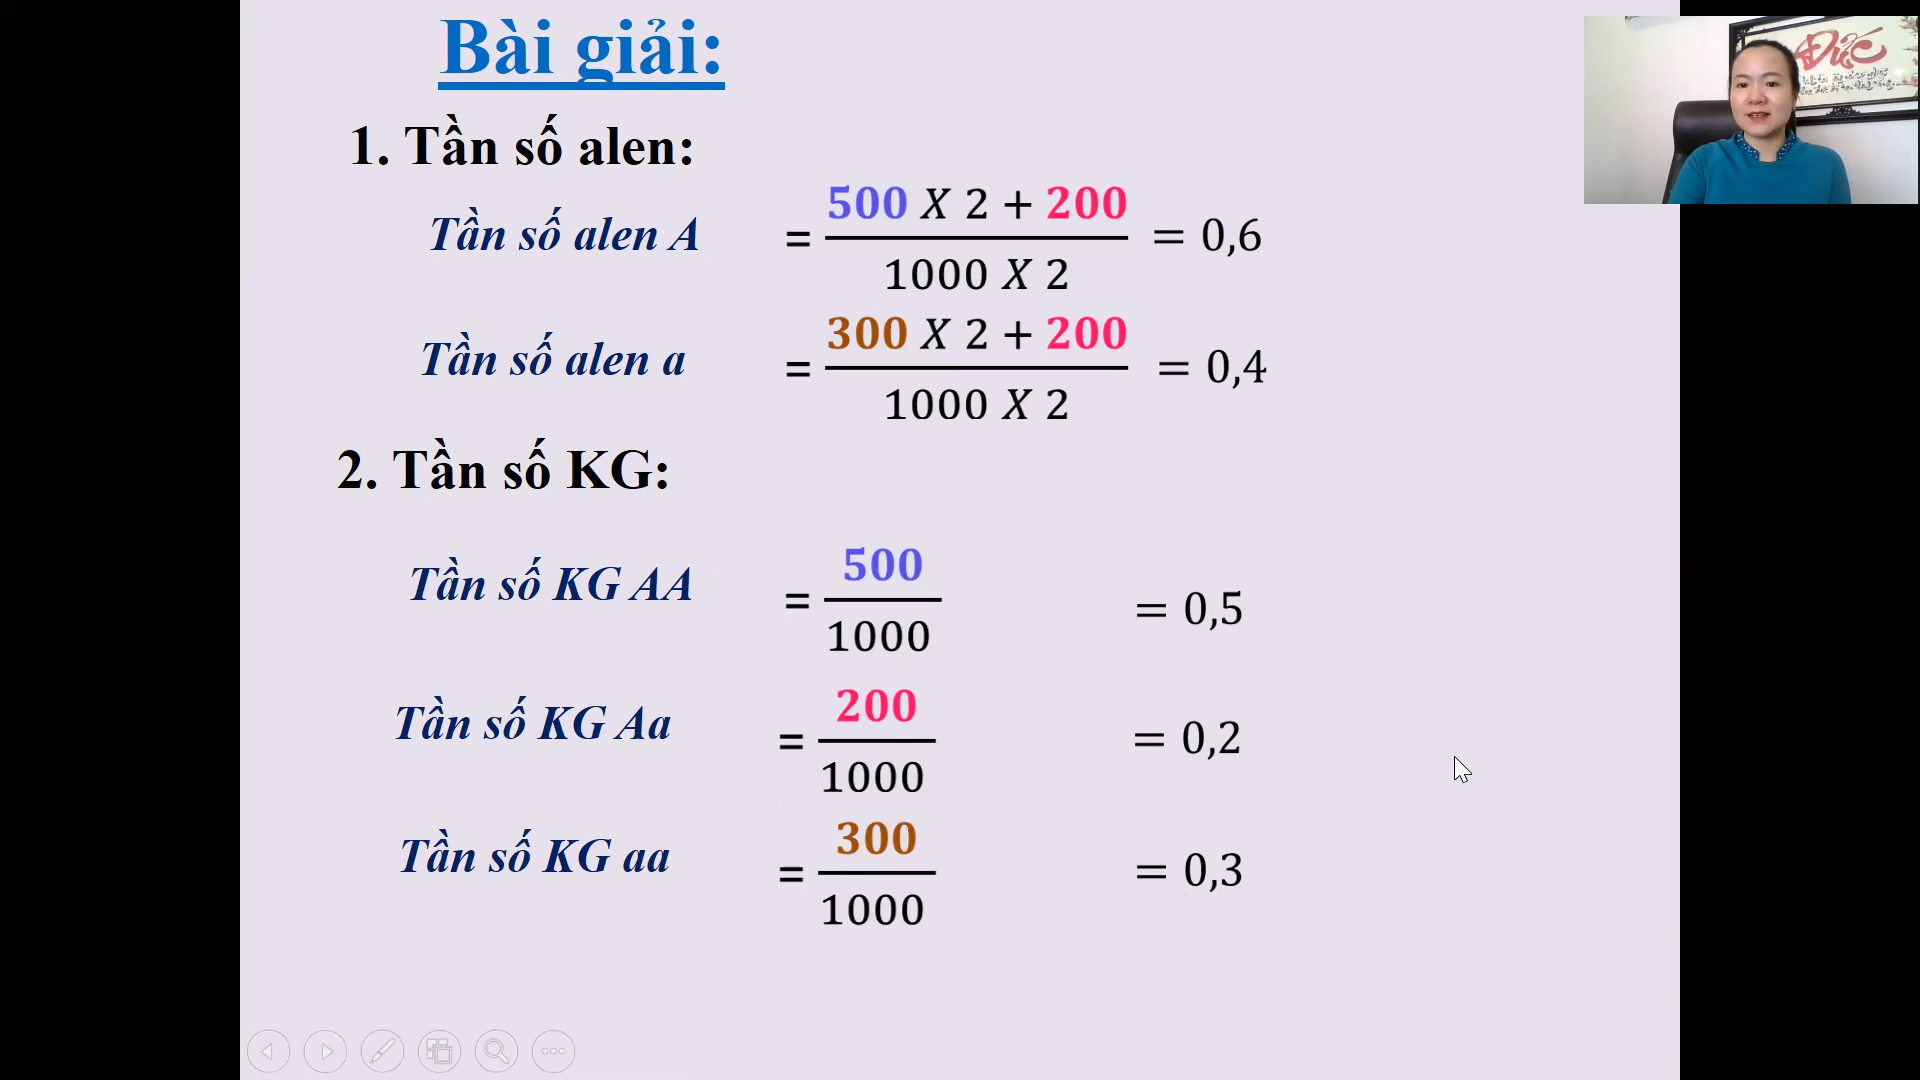 Bài giải:
1. Tần số alen:
Tần số alen A = 500 X 2 + 200 / 1000 X 2 = 0,6
Tần số alen a = 300 X 2 + 200 / 1000 X 2 = 0,4
2. Tần số KG:
Tần số KG AA = 500 / 1000 = 0,5
Tần số KG Aa = 200 / 1000 = 0,2
Tần số KG aa = 300 / 1000 = 0,3
Đức